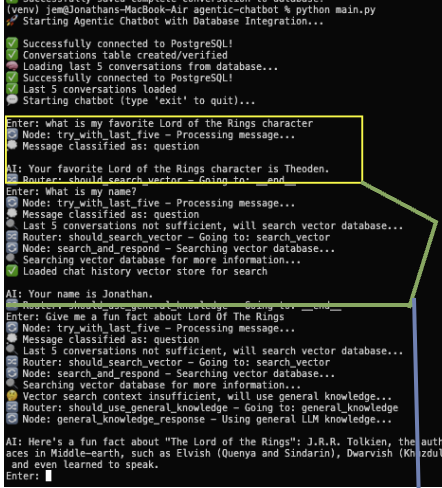 (venv) jem@Jonathans-MacBook-Air agentic-chatbot % python main.py
🚀 Starting Agentic Chatbot with Database Integration...
✅ Successfully connected to PostgreSQL!
✅ Conversations table created/verified
🧠 Loading last 5 conversations from database...
✅ Successfully connected to PostgreSQL!
✅ Last 5 conversations loaded
💬 Starting chatbot (type 'exit' to quit)...
Enter: what is my favorite Lord of the Rings character
🔄 Node: try_with_last_five – Processing message...
💭 Message classified as: question
AI: Your favorite Lord of the Rings character is Theoden.
🔀 Router: should_search_vector – Going to: __end__
Enter: What is my name?
🔄 Node: try_with_last_five – Processing message...
💭 Message classified as: question
🔍 Last 5 conversations not sufficient, will search vector database...
🔀 Router: should_search_vector – Going to: search_vector
🔄 Node: search_and_respond – Searching vector database...
🔍 Searching vector database for more information...
✅ Loaded chat history vector store for search
AI: Your name is Jonathan.
🔀 Router: should_use_general_knowledge – Going to: __end__
Enter: Give me a fun fact about Lord Of The Rings
🔄 Node: try_with_last_five – Processing message...
💭 Message classified as: question
🔍 Last 5 conversations not sufficient, will search vector database...
🔀 Router: should_search_vector – Going to: search_vector
🔄 Node: search_and_respond – Searching vector database...
🔍 Searching vector database for more information...
🤔 Vector search context insufficient, will use general knowledge...
🔀 Router: should_use_general_knowledge – Going to: general_knowledge
🔄 Node: general_knowledge_response – Using general LLM knowledge...
AI: Here's a fun fact about "The Lord of the Rings": J.R.R. Tolkien, the auth
aces in Middle-earth, such as Elvish (Quenya and Sindarin), Dwarvish (Khuzdul
and even learned to speak.
Enter: